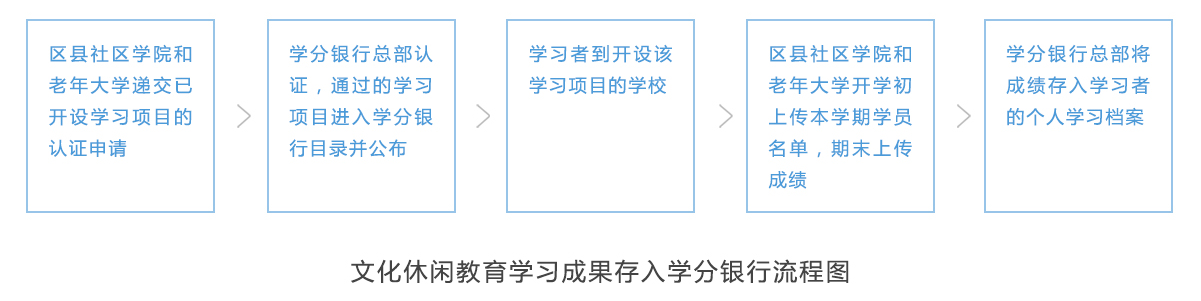 区县社区学院和
老年大学递交已
开设学习项目的
认证申请
学分银行总部认
证，通过的学习
项目进入学分银
行目录并公布
学习者到开设该
学习项目的学校
区县社区学院和
老年大学开学初
上传本学期学员
名单，期末上传
成绩
学分银行总部将
成绩存入学习者
的个人学习档案
文化休闲教育学习成果存入学分银行流程图